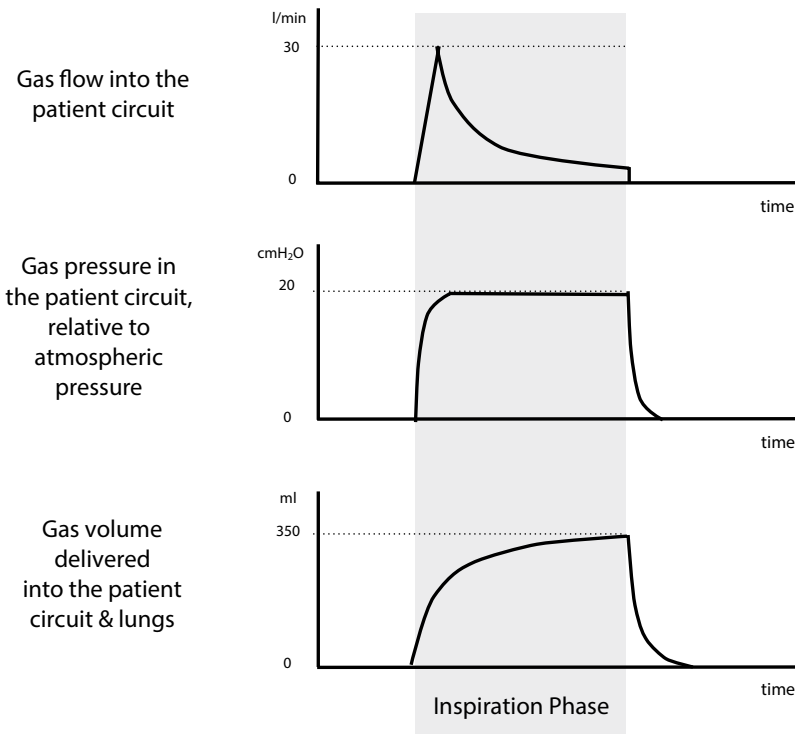 l/min
30
Gas flow into the
patient circuit
0
time
cmH₂O
Gas pressure in
the patient circuit,
relative to
atmospheric
pressure
20
0
time
ml
350
Gas volume
delivered
into the patient
circuit & lungs
0
time
Inspiration Phase